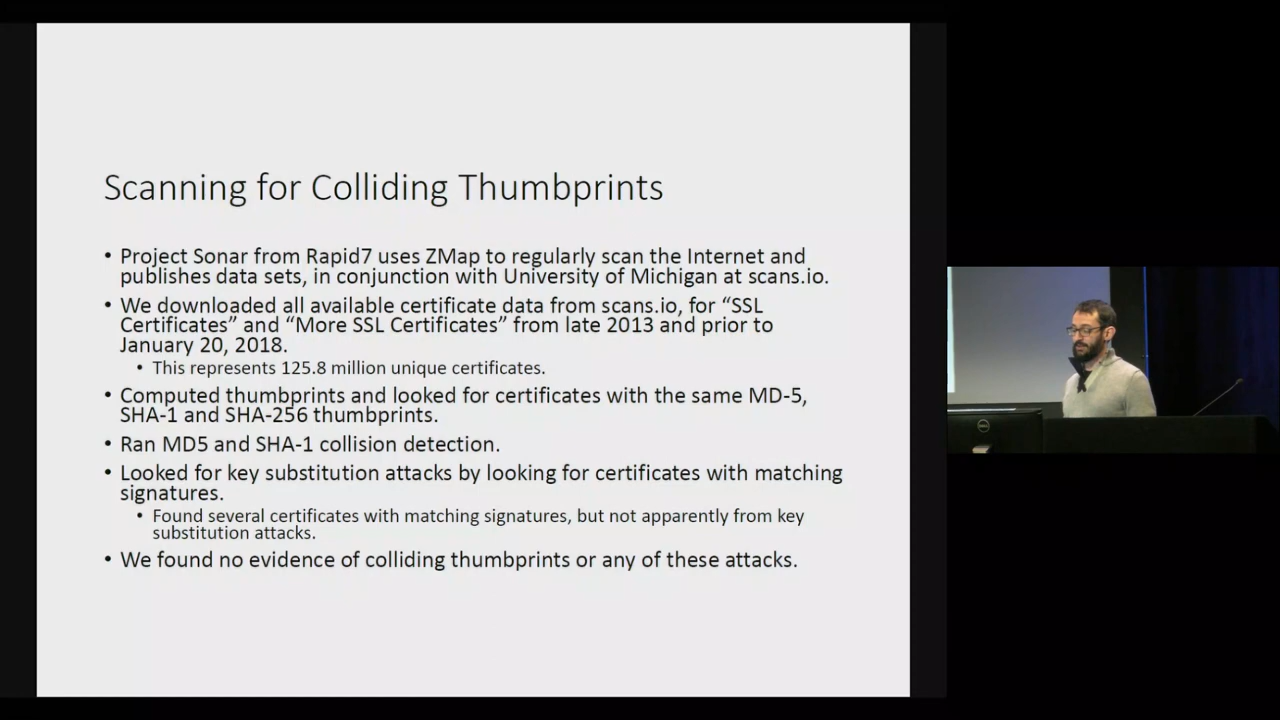 Scanning for Colliding Thumbprints
• Project Sonar from Rapid7 uses ZMap to regularly scan the Internet and
publishes data sets, in conjunction with University of Michigan at scans.io.
• We downloaded all available certificate data from scans.io, for “SSL
Certificates” and “More SSL Certificates” from late 2013 and prior to
January 20, 2018.
• This represents 125.8 million unique certificates.
• Computed thumbprints and looked for certificates with the same MD-5,
SHA-1 and SHA-256 thumbprints.
• Ran MD5 and SHA-1 collision detection.
• Looked for key substitution attacks by looking for certificates with matching
signatures.
• Found several certificates with matching signatures, but not apparently from key
substitution attacks.
• We found no evidence of colliding thumbprints or any of these attacks.
DELL